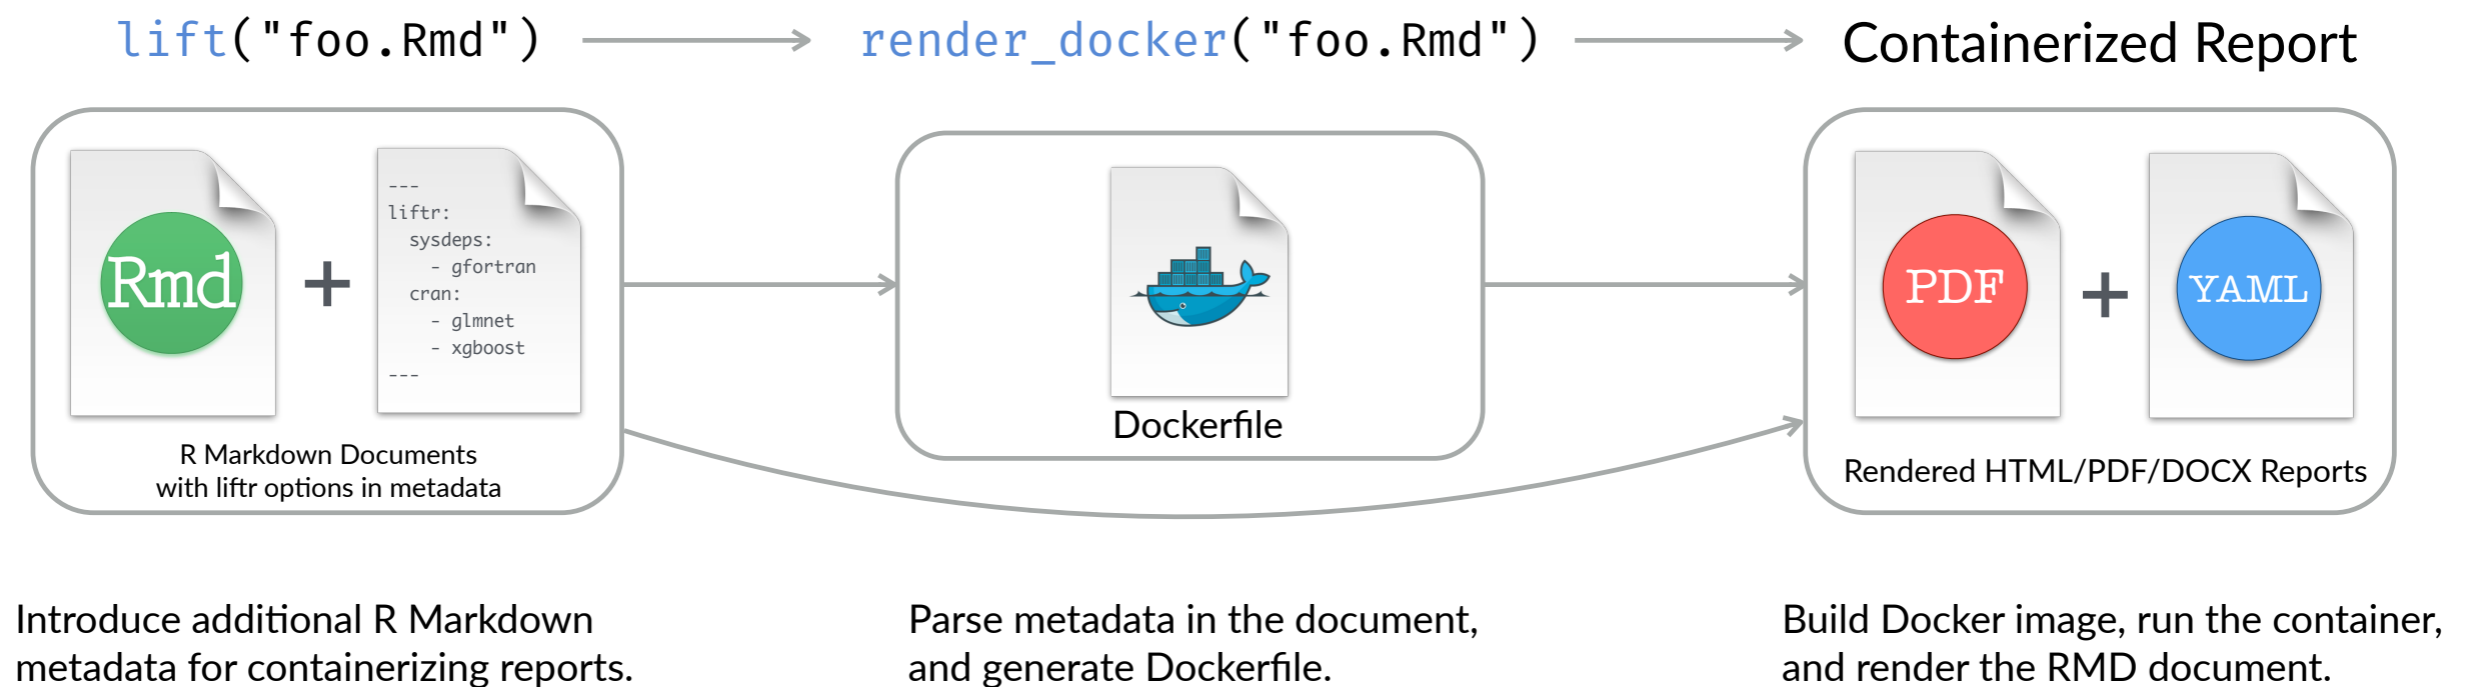 lift("foo.Rmd")
render_docker("foo.Rmd")
Containerized Report
Rmd
+
---
liftr:
  sysdeps:
    - gfortran
  cran:
    - glmnet
    - xgboost
---
R Markdown Documents
with liftr options in metadata
Dockerfile
PDF
+
YAML
Rendered HTML/PDF/DOCX Reports
Introduce additional R Markdown
metadata for containerizing reports.
Parse metadata in the document,
and generate Dockerfile.
Build Docker image, run the container,
and render the RMD document.